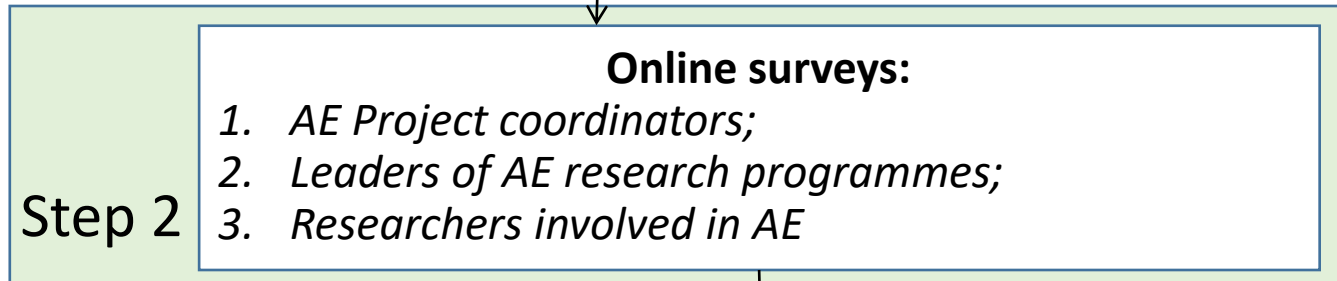 Online surveys:
1. AE Project coordinators;
2. Leaders of AE research programmes;
Step 2
3. Researchers involved in AE